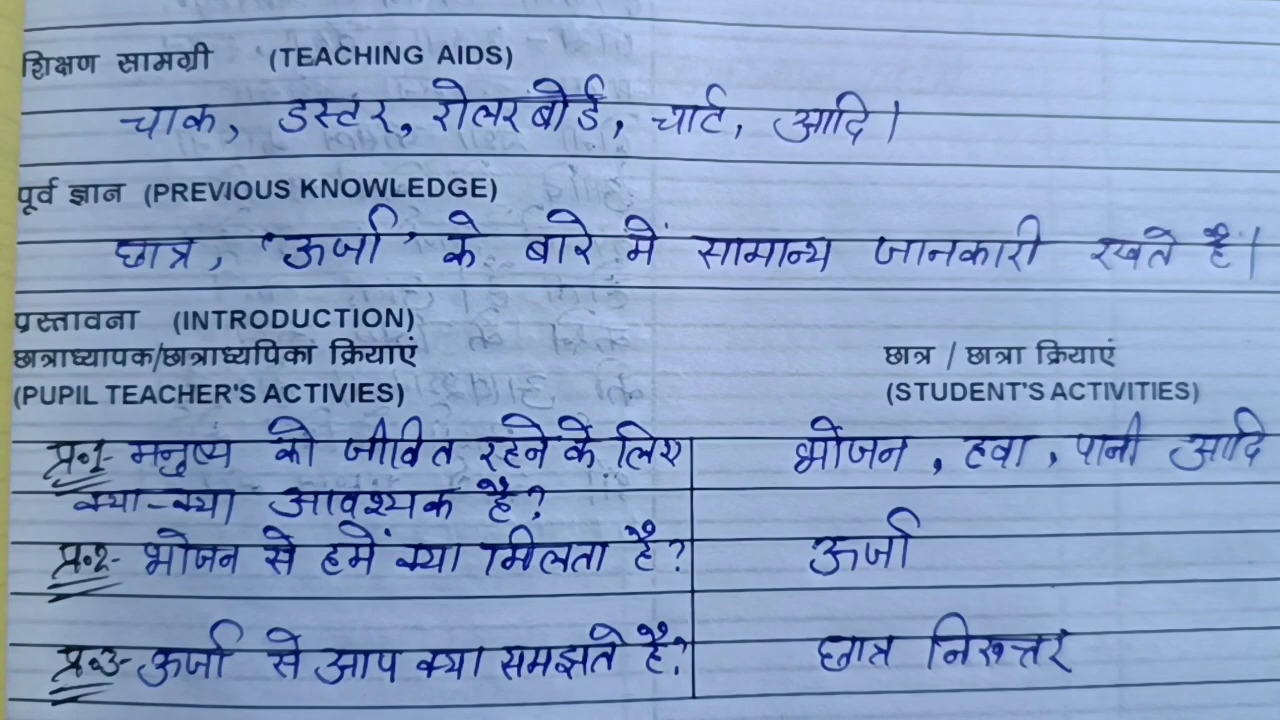 शिक्षण सामग्री (TEACHING AIDS)
चाक, डस्टर, रोलर बोर्ड, चार्ट, आदि।
पूर्व ज्ञान (PREVIOUS KNOWLEDGE)
छात्र, 'ऊर्जा' के बारे में सामान्य जानकारी रखते हैं।
प्रस्तावना (INTRODUCTION)
छात्राध्यापक/छात्राध्यपिका क्रियाएं छात्र / छात्रा क्रियाएं
(PUPIL TEACHER'S ACTIVIES) (STUDENT'S ACTIVITIES)
प्र.1- मनुष्य को जीवित रहने के लिए भोजन, हवा, पानी आदि
क्या-क्या आवश्यक है?
प्र.2- भोजन से हमें क्या मिलता है? ऊर्जा
प्र.3- ऊर्जा से आप क्या समझते हैं? छात्र निरुत्तर